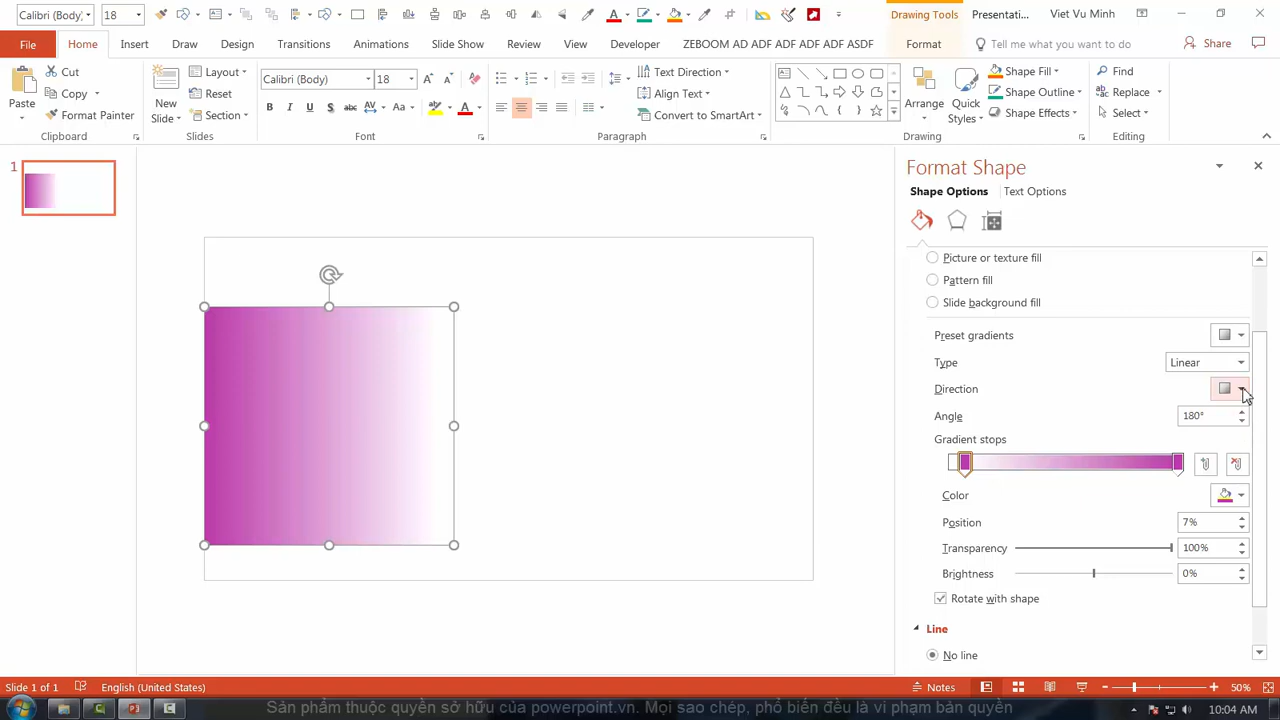 Calibri (Body) 18 Drawing Tools Presentati... Viet Vu Minh
File Home Insert Draw Design Transitions Animations Slide Show Review View Developer ZEBOOM AD ADF ADF ADF ADF ASDF Format Tell me what you want to do Share
Paste
Cut
Copy
Format Painter
New Slide
Layout
Reset
Section
Calibri (Body) 18
B I U S abc AV Aa A
Text Direction
Align Text
Convert to SmartArt
Arrange
Quick Styles
Shape Fill
Shape Outline
Shape Effects
Find
Replace
Select
Clipboard Slides Font Paragraph Drawing Editing
1
Format Shape
Shape Options Text Options
Picture or texture fill
Pattern fill
Slide background fill
Preset gradients
Type Linear
Direction
Angle 180°
Gradient stops
Color
Position 7%
Transparency 100%
Brightness 0%
Rotate with shape
Line
No line
Slide 1 of 1 English (United States) Notes 50%
Sản phẩm thuộc quyền sở hữu của powerpoint.vn. Mọi sao chép, phổ biến đều là vi phạm bản quyền
10:04 AM